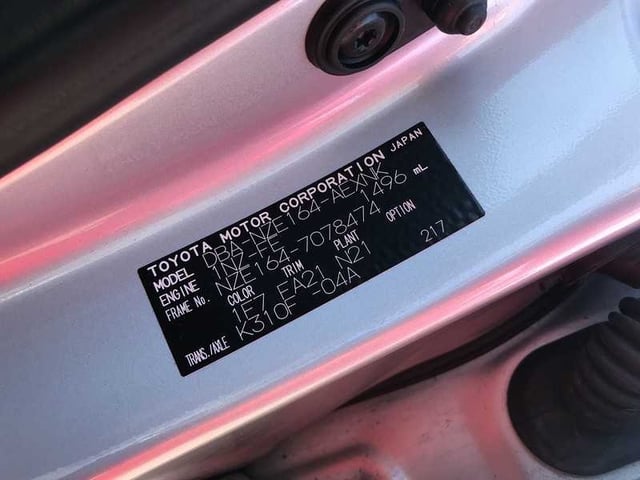 TOYOTA MOTOR CORPORATION JAPAN
MODEL DBA-NZE164-AEXNK
ENGINE 1NZ-FE 1496 mL
FRAME No. NZE164-7078474
COLOR TRIM PLANT OPTION
1E7 FA21 N21 217
TRANS./AXLE K310F -04A